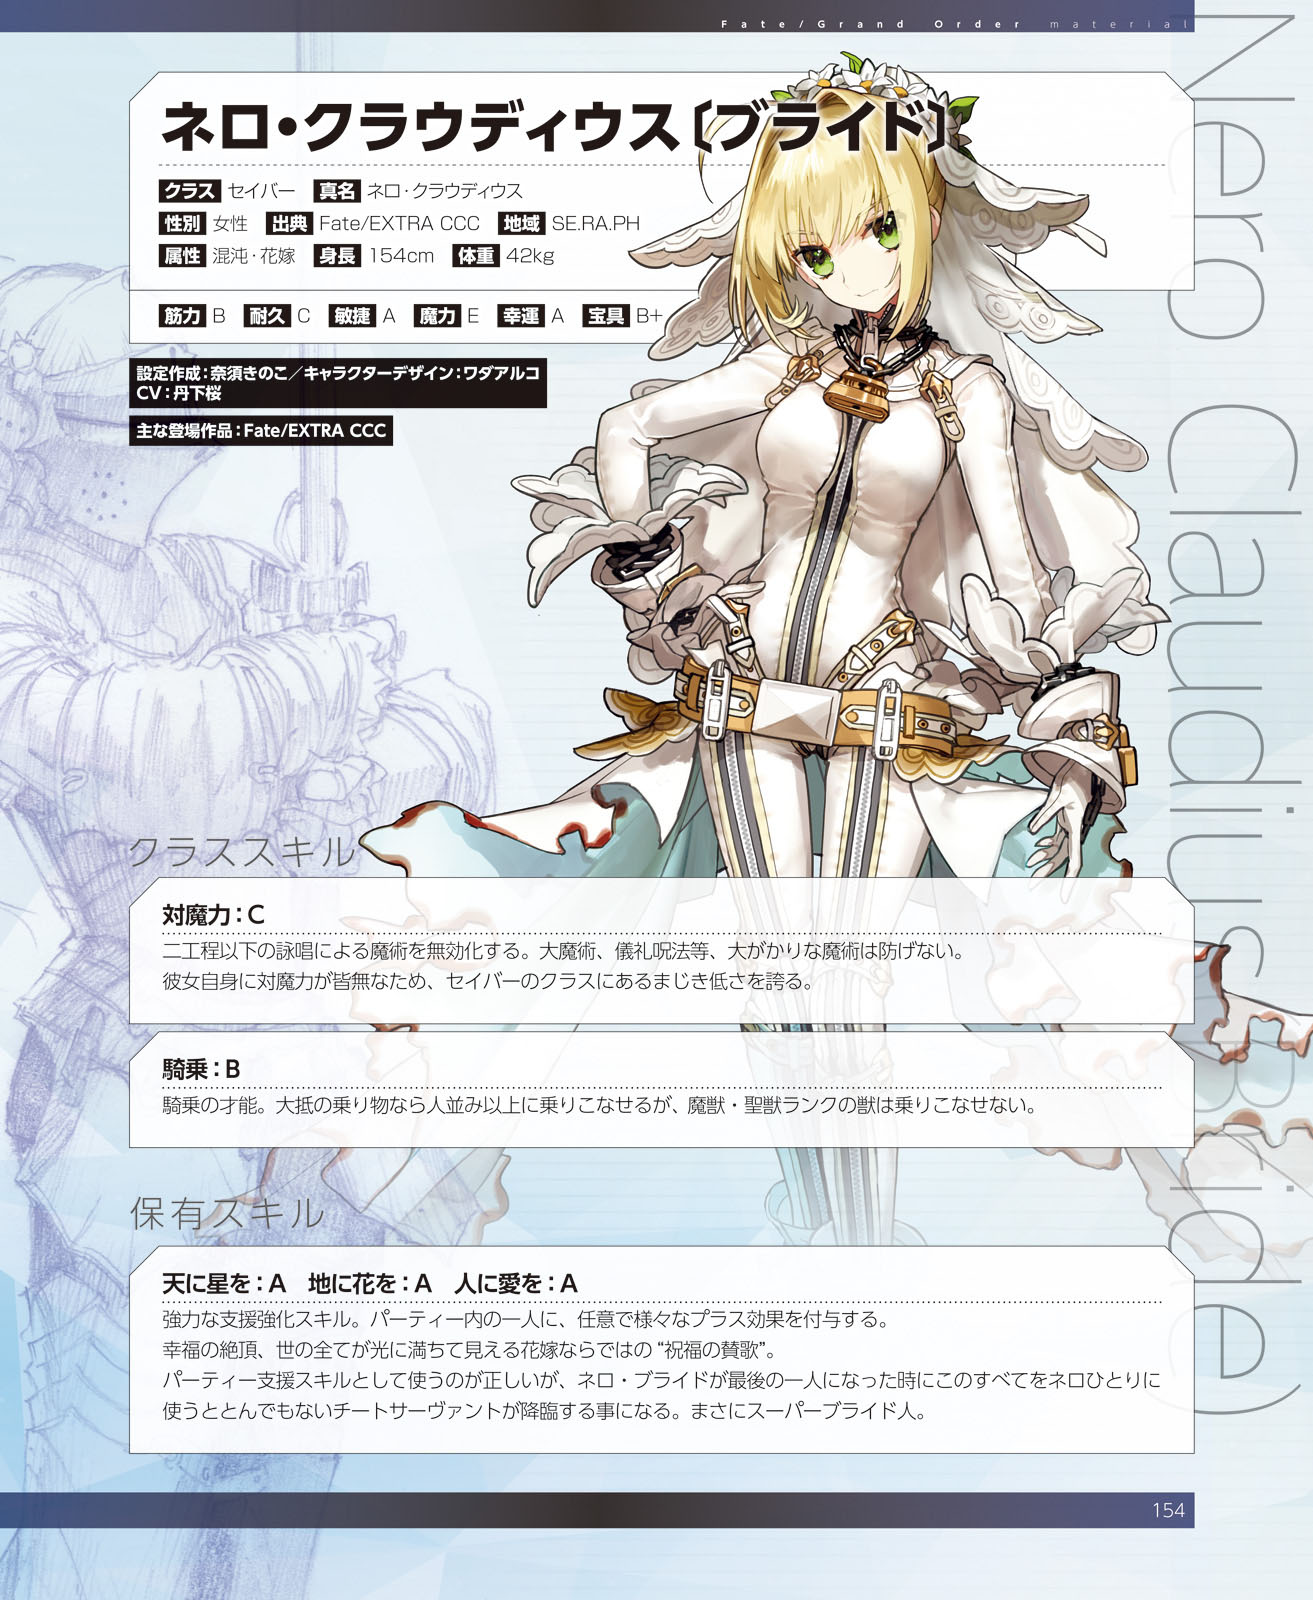 Fate/Grand Order material
ネロ・クラウディウス〔ブライド〕
クラス セイバー 真名 ネロ・クラウディウス
性別 女性 出典 Fate/EXTRA CCC 地域 SE.RA.PH
属性 混沌・花嫁 身長 154cm 体重 42kg
筋力 B 耐久 C 敏捷 A 魔力 E 幸運 A 宝具 B+
設定作成:奈須きのこ/キャラクターデザイン:ワダアルコ
CV:丹下桜
主な登場作品:Fate/EXTRA CCC
Nero Claudius(Bride)
クラススキル
対魔力:C
二工程以下の詠唱による魔術を無効化する。大魔術、儀礼呪法等、大がかりな魔術は防げない。
彼女自身に対魔力が皆無なため、セイバーのクラスにあるまじき低さを誇る。
騎乗:B
騎乗の才能。大抵の乗り物なら人並み以上に乗りこなせるが、魔獣・聖獣ランクの獣は乗りこなせない。
保有スキル
天に星を:A 地に花を:A 人に愛を:A
強力な支援強化スキル。パーティー内の一人に、任意で様々なプラス効果を付与する。
幸福の絶頂、世の全てが光に満ちて見える花嫁ならではの“祝福の賛歌”。
パーティー支援スキルとして使うのが正しいが、ネロ・ブライドが最後の一人になった時にこのすべてをネロひとりに
使うととんでもないチートサーヴァントが降臨する事になる。まさにスーパーブライド人。
154